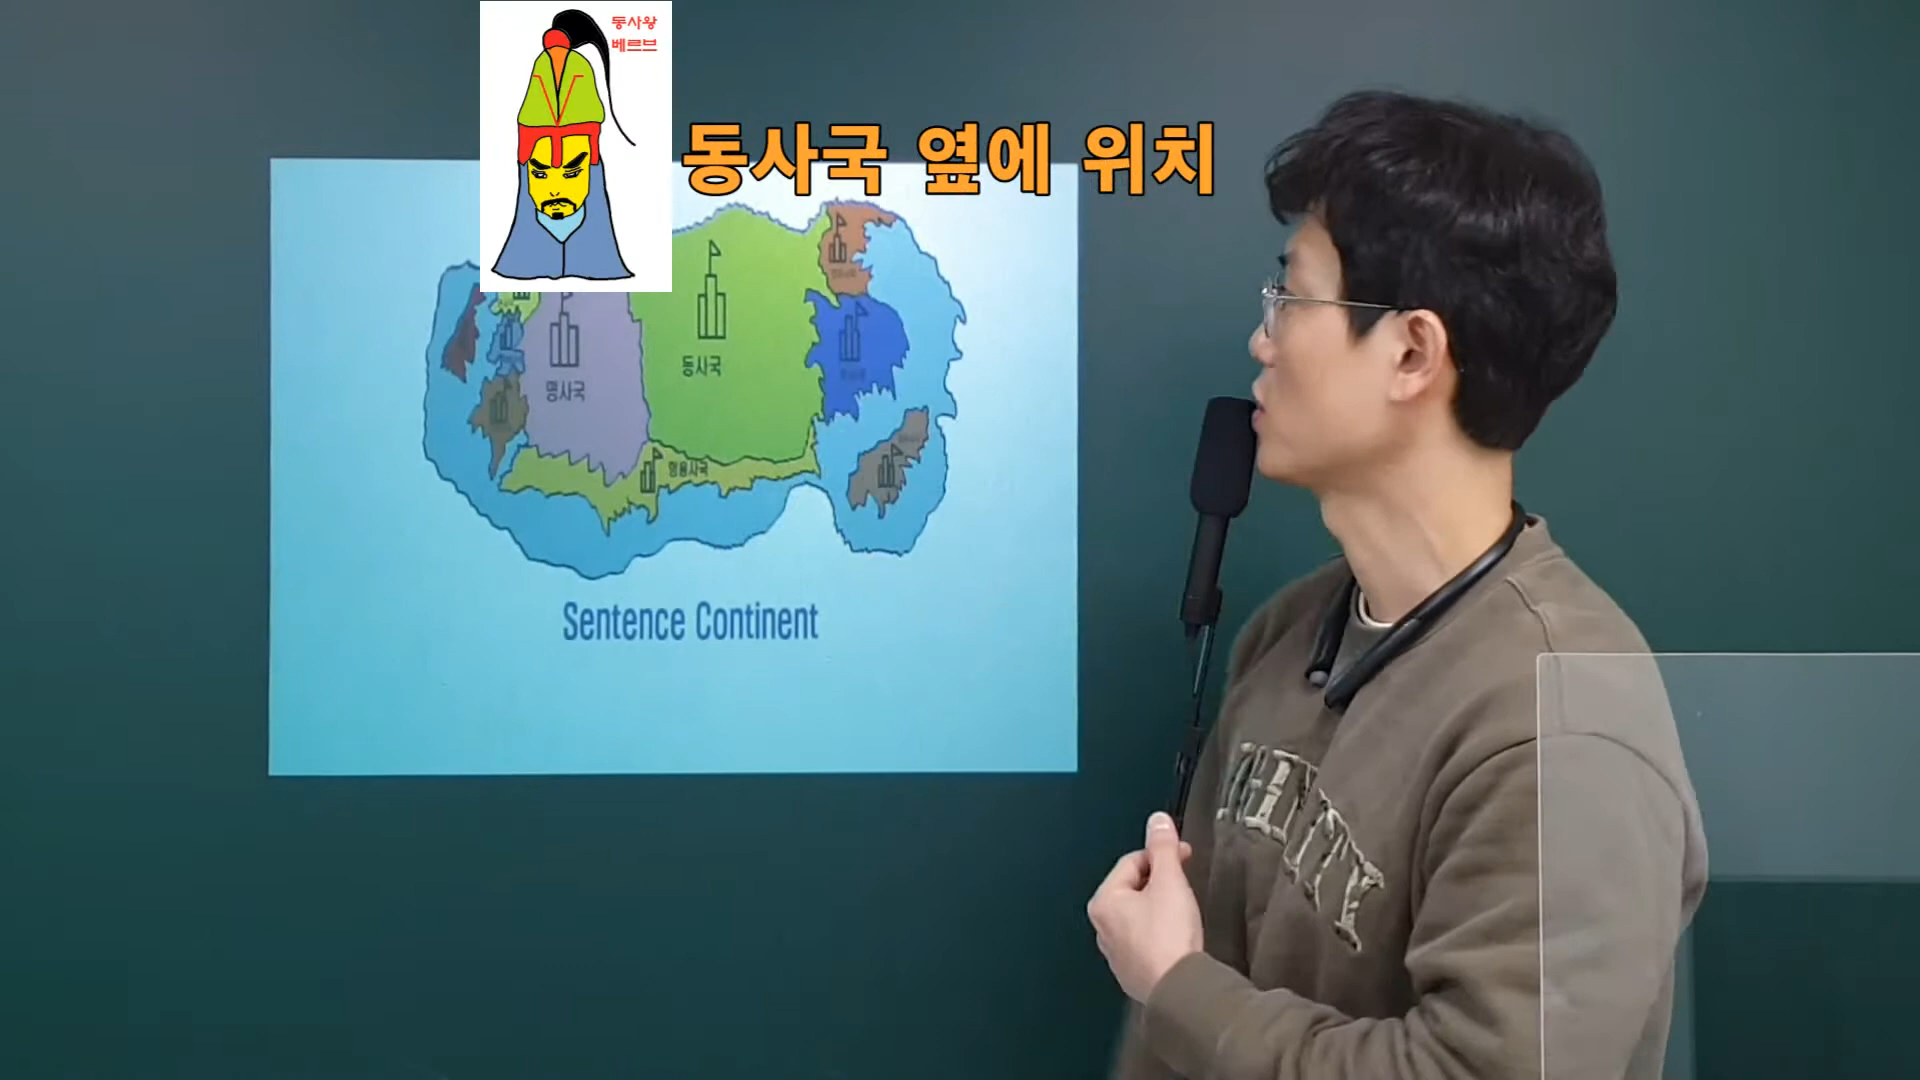 동사왕
베르브
동사국 옆에 위치
동사국
명사국
형용사국
Sentence Continent